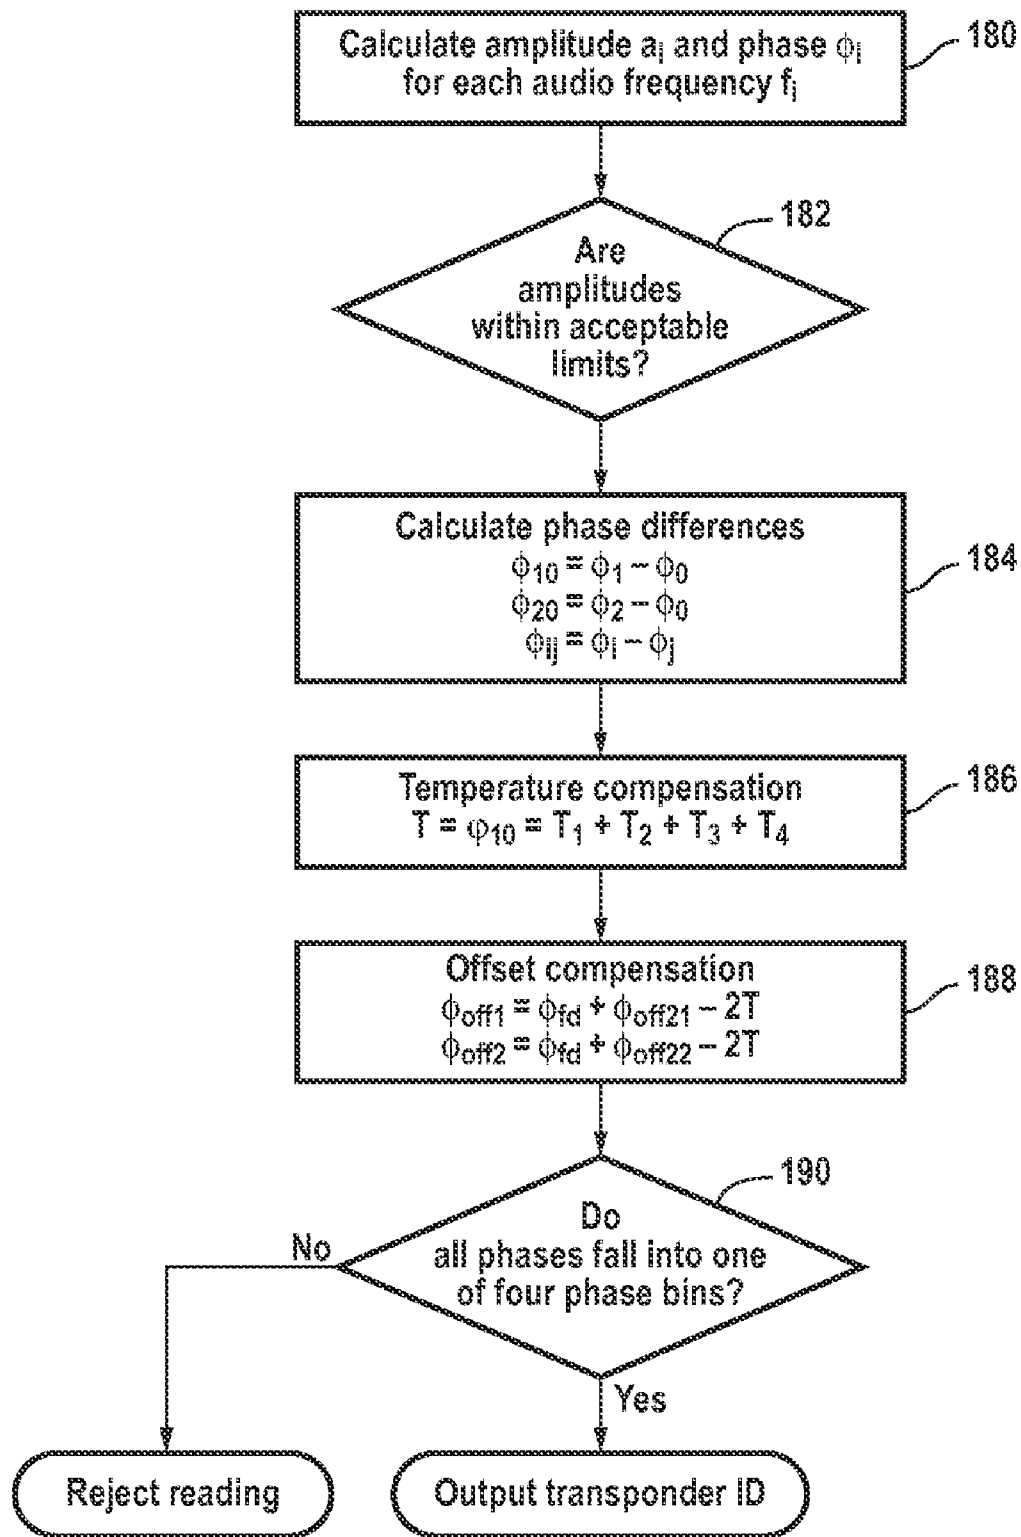 Calculate amplitude aᵢ and phase ϕᵢ
for each audio frequency fᵢ
180
182
Are
amplitudes
within acceptable
limits?
Calculate phase differences
ϕ₁₀ = ϕ₁ – ϕ₀
ϕ₂₀ = ϕ₂ – ϕ₀
ϕᵢⱼ = ϕᵢ – ϕⱼ
184
Temperature compensation
T = φ₁₀ = T₁ + T₂ + T₃ + T₄
186
Offset compensation
ϕoff1 = ϕfd + ϕoff21 – 2T
ϕoff2 = ϕfd + ϕoff22 – 2T
188
190
Do
all phases fall into one
of four phase bins?
No
Yes
Reject reading
Output transponder ID